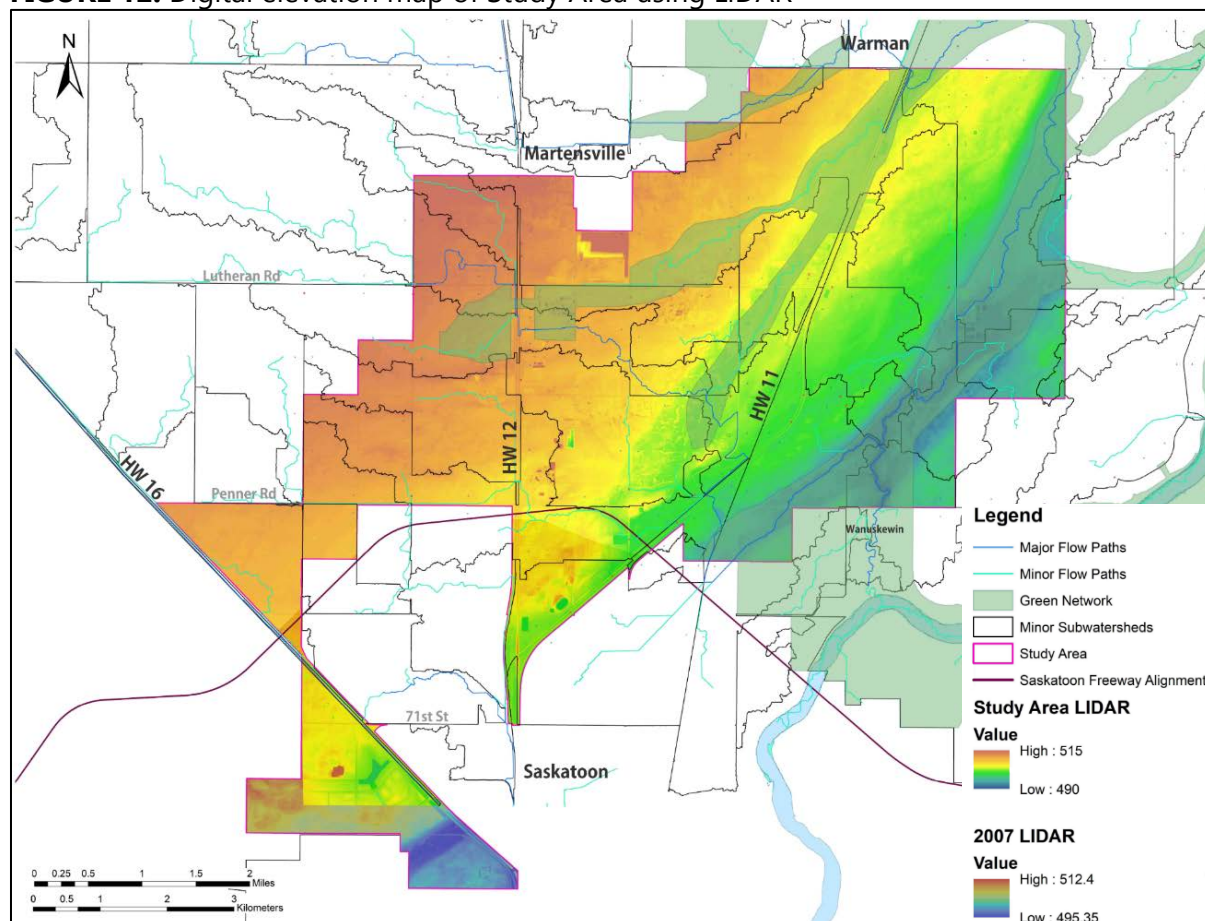 FIGURE 12: Digital elevation map of Study Area using LiDAR
N
Warman
Martensville
Lutheran Rd
HW 11
HW 12
HW 16
Penner Rd
Wanuskewin
71st St
Saskatoon
Legend
Major Flow Paths
Minor Flow Paths
Green Network
Minor Subwatersheds
Study Area
Saskatoon Freeway Alignment
Study Area LIDAR
Value
High : 515
Low : 490
2007 LIDAR
Value
High : 512.4
Low : 495.35
0 0.25 0.5 1 1.5 2
Miles
0 0.5 1 2 3
Kilometers